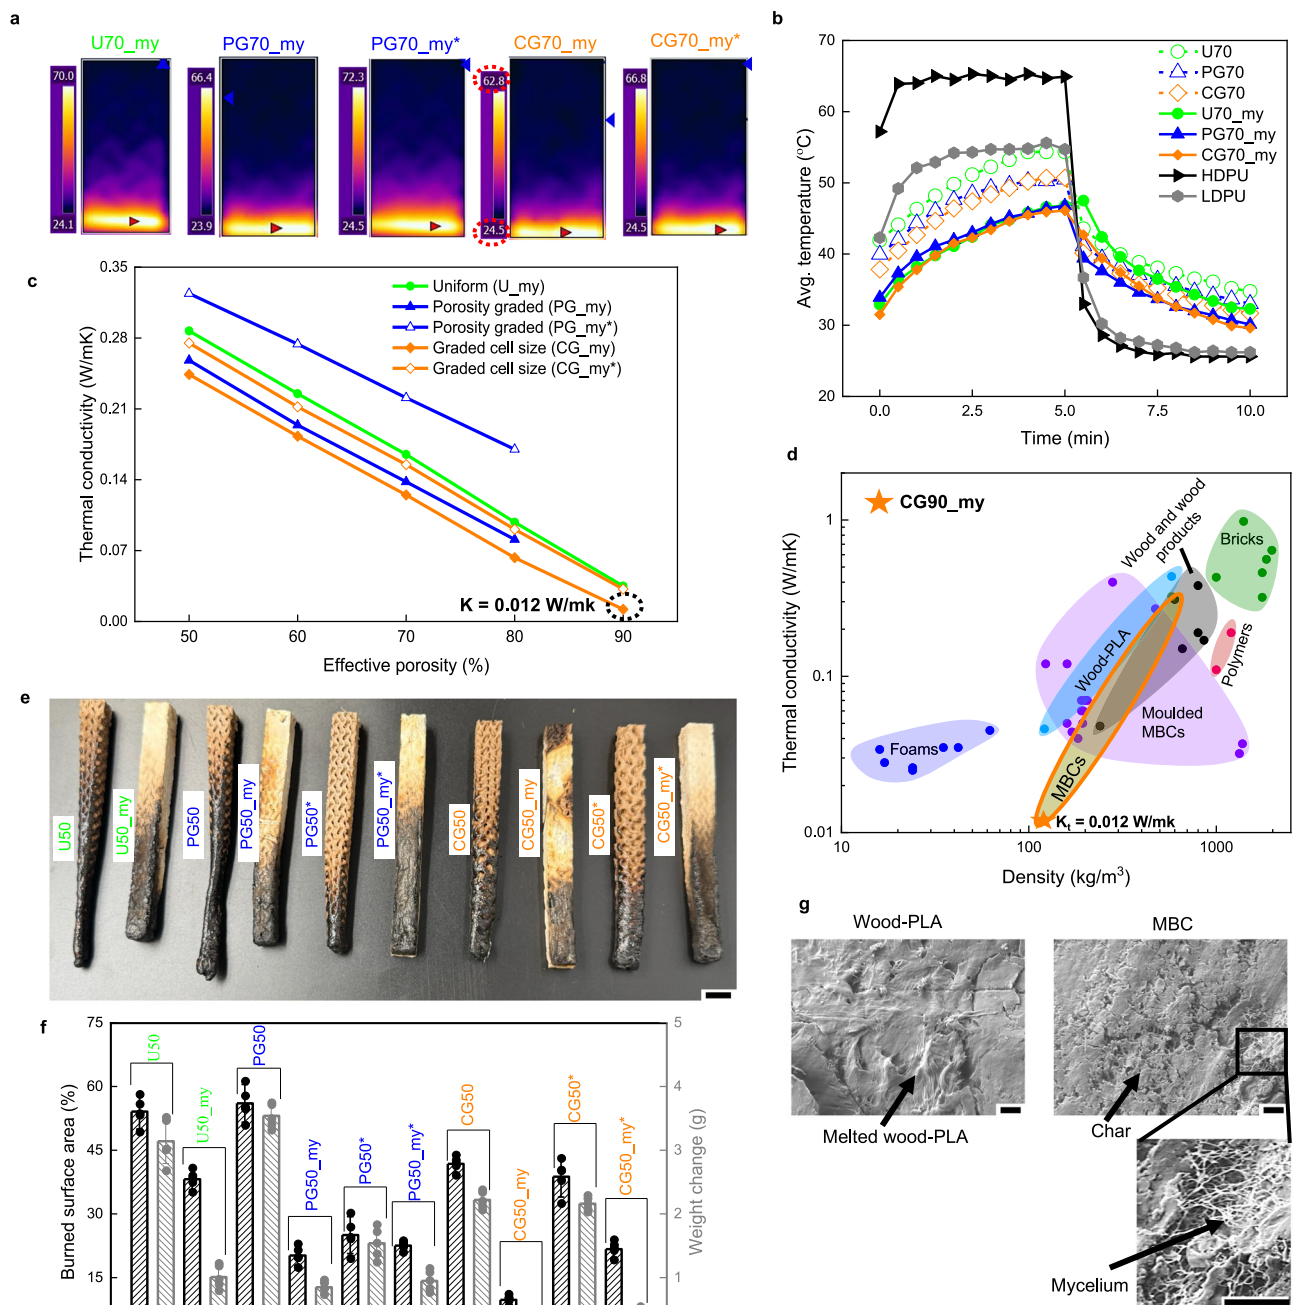 a
U70_my
PG70_my
PG70_my*
CG70_my
CG70_my*
70.0
24.1
66.4
23.9
72.3
24.5
62.8
24.5
66.8
24.5
b
Avg. temperature (°C)
70
60
50
40
30
20
0.0
2.5
5.0
7.5
10.0
Time (min)
U70
PG70
CG70
U70_my
PG70_my
CG70_my
HDPU
LDPU
c
Thermal conductivity (W/mK)
0.35
0.28
0.21
0.14
0.07
0.00
50
60
70
80
90
Effective porosity (%)
Uniform (U_my)
Porosity graded (PG_my)
Porosity graded (PG_my*)
Graded cell size (CG_my)
Graded cell size (CG_my*)
K = 0.012 W/mk
d
Thermal conductivity (W/mK)
1
0.1
0.01
10
100
1000
Density (kg/m³)
CG90_my
Wood and wood
products
Bricks
Wood-PLA
Polymers
Moulded
MBCs
Foams
MBCs
Kₜ = 0.012 W/mk
e
U50
U50_my
PG50
PG50_my
PG50*
PG50_my*
CG50
CG50_my
CG50*
CG50_my*
f
Burned surface area (%)
75
60
45
30
15
Weight change (g)
5
4
3
2
1
U50
U50_my
PG50
PG50_my
PG50*
PG50_my*
CG50
CG50_my
CG50*
CG50_my*
g
Wood-PLA
MBC
Melted wood-PLA
Char
Mycelium